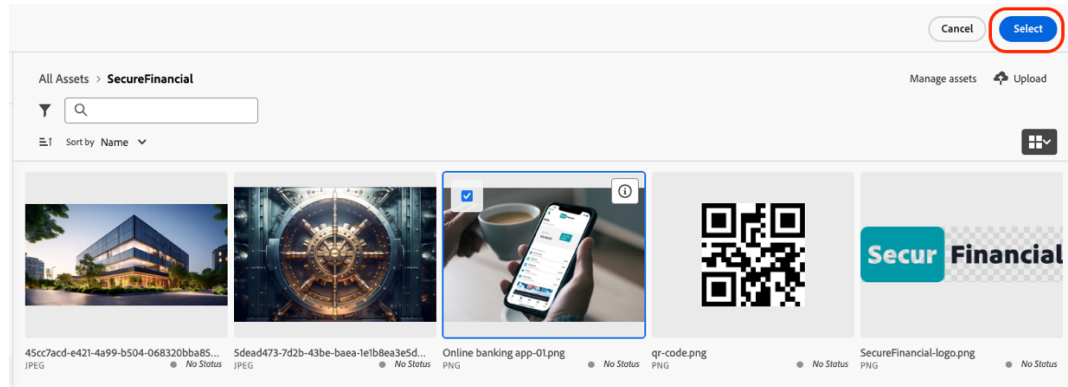 Cancel
Select
All Assets > SecureFinancial
Manage assets
Upload
Sort by Name
Secur Financial
45cc7acd-e421-4a99-b504-068320bba85...
JPEG
No Status
5dead473-7d2b-43be-baea-1e1b8ea3e5d...
JPEG
No Status
Online banking app-01.png
PNG
No Status
qr-code.png
PNG
No Status
SecureFinancial-logo.png
PNG
No Status